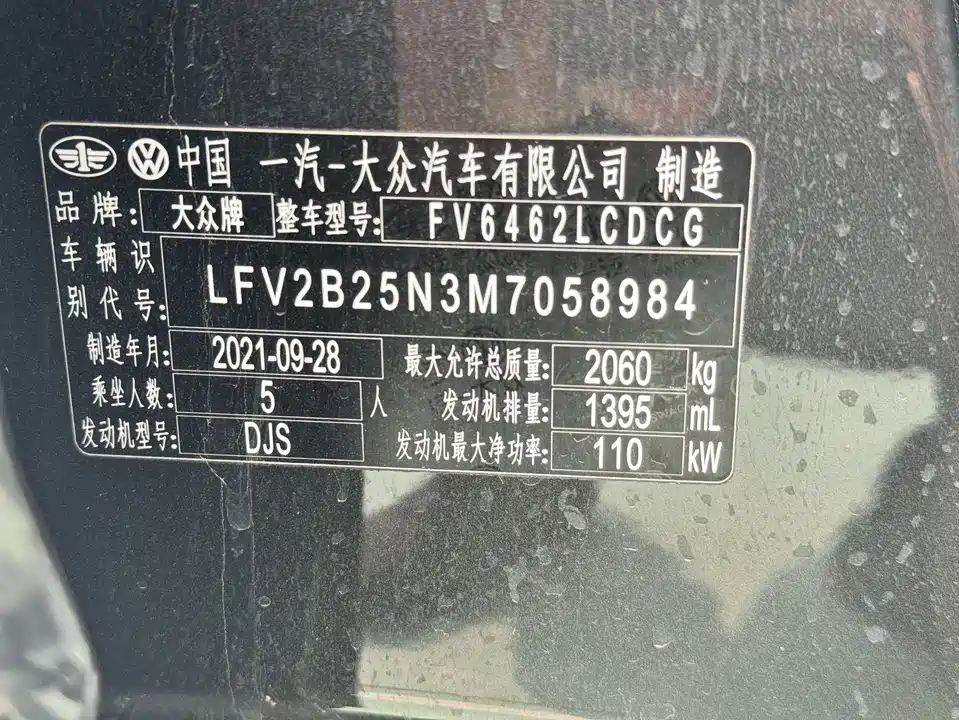 中国 一汽-大众汽车有限公司 制造
品牌: 大众牌 整车型号: FV6462LCDCG
车辆识别代号: LFV2B25N3M7058984
制造年月: 2021-09-28 最大允许总质量: 2060 kg
乘坐人数: 5 人 发动机排量: 1395 mL
发动机型号: DJS 发动机最大净功率: 110 kW